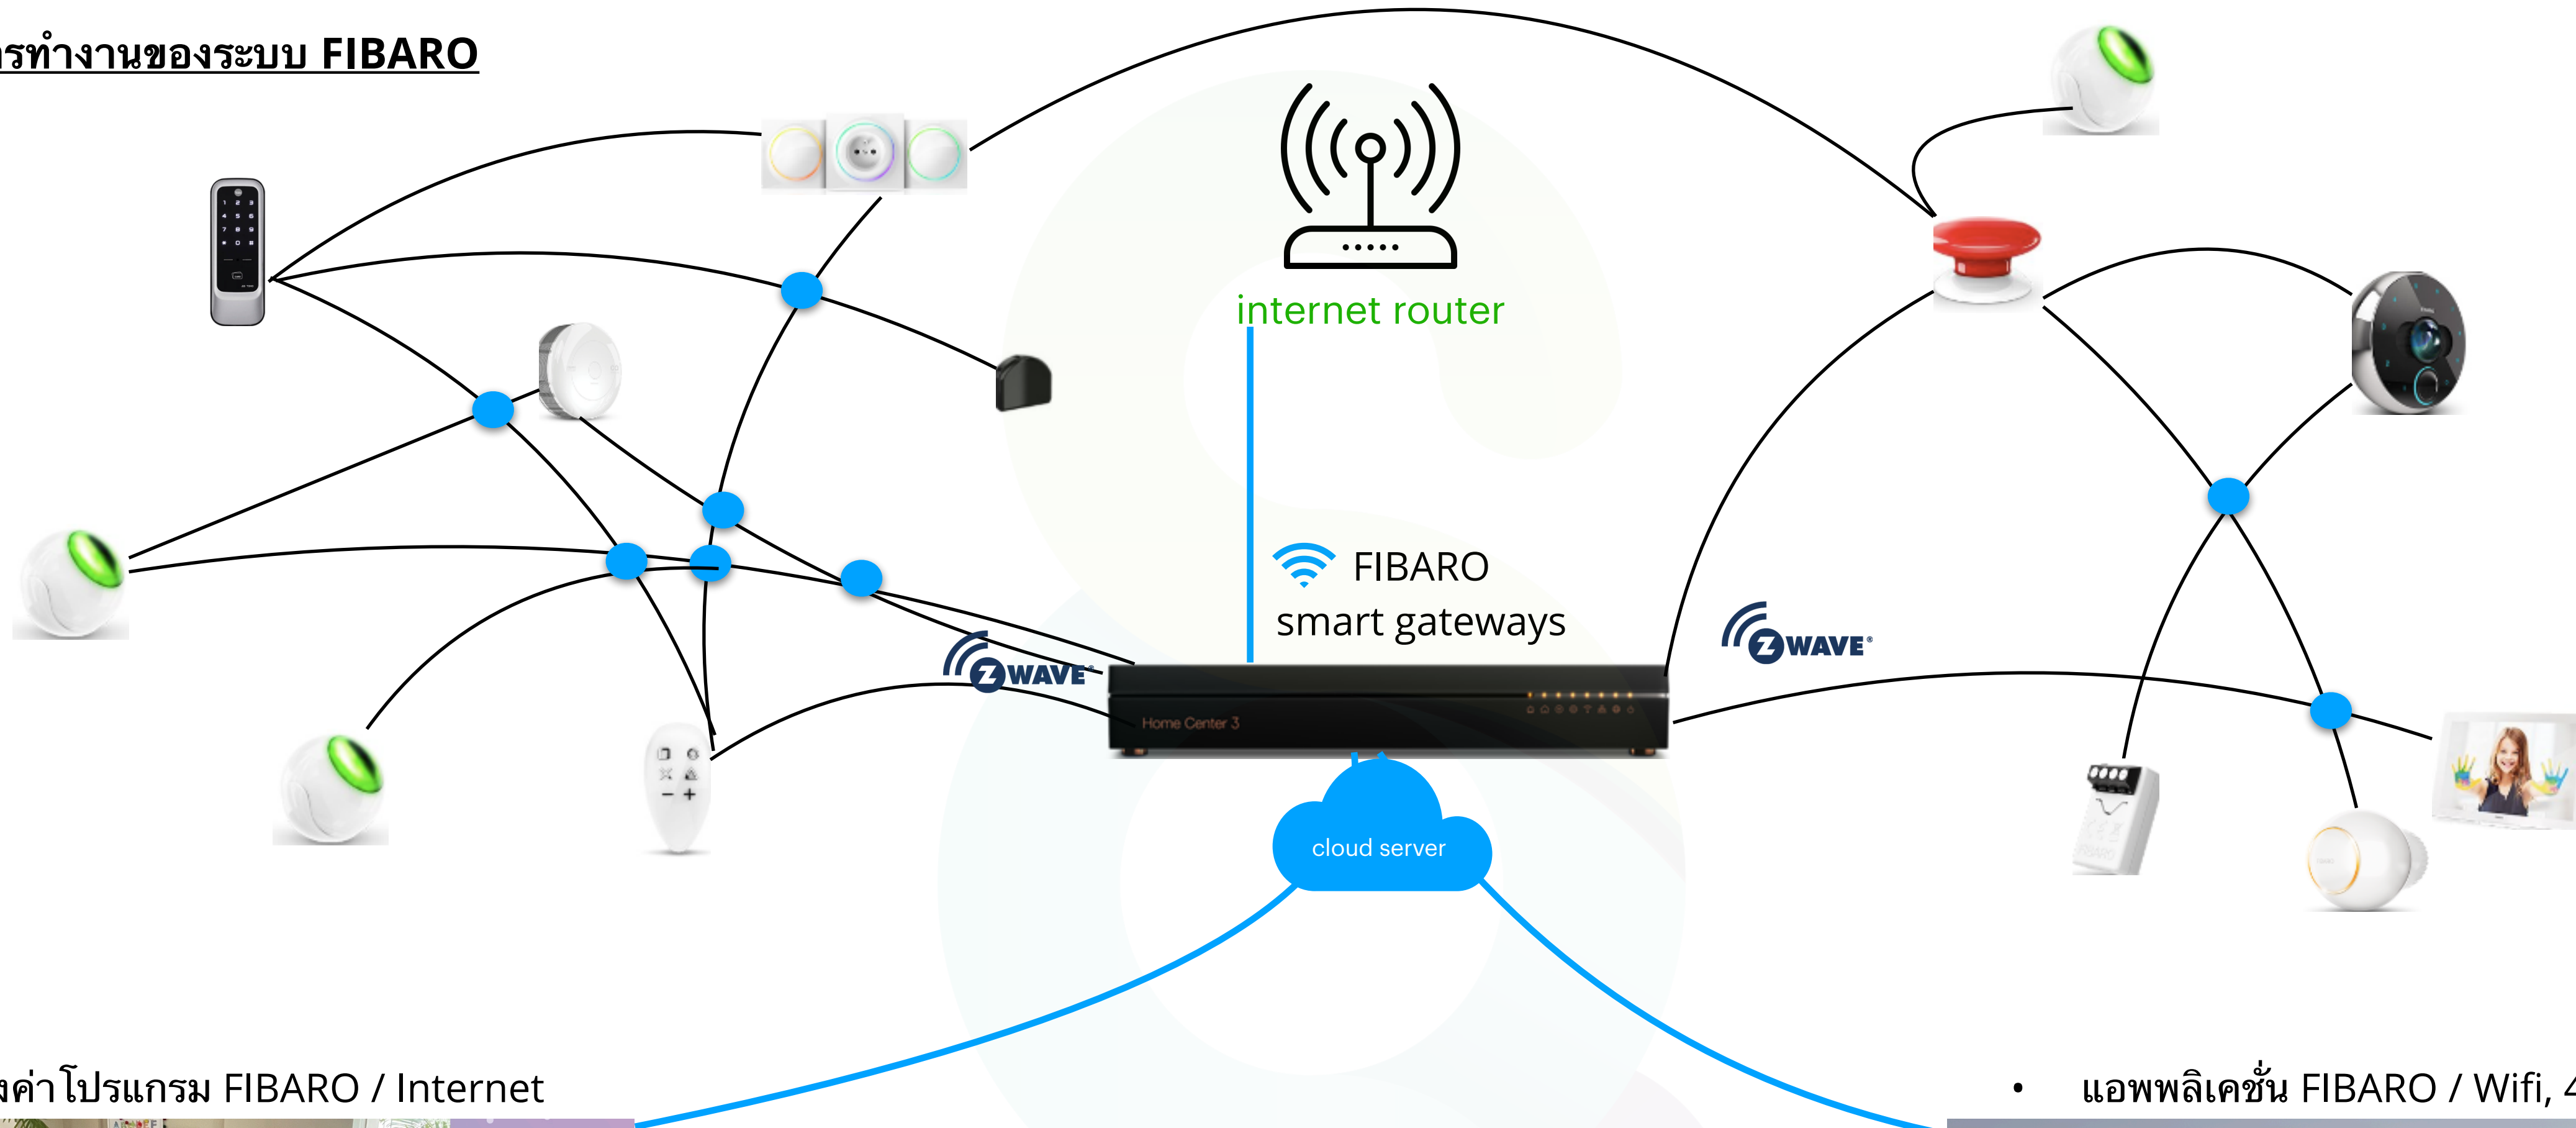 รทำงานของระบบ FIBARO
internet router
FIBARO
smart gateways
Z WAVE
Z WAVE
Home Center 3
cloud server
งค่าโปรแกรม FIBARO / Internet
• แอพพลิเคชั่น FIBARO / Wifi, 4